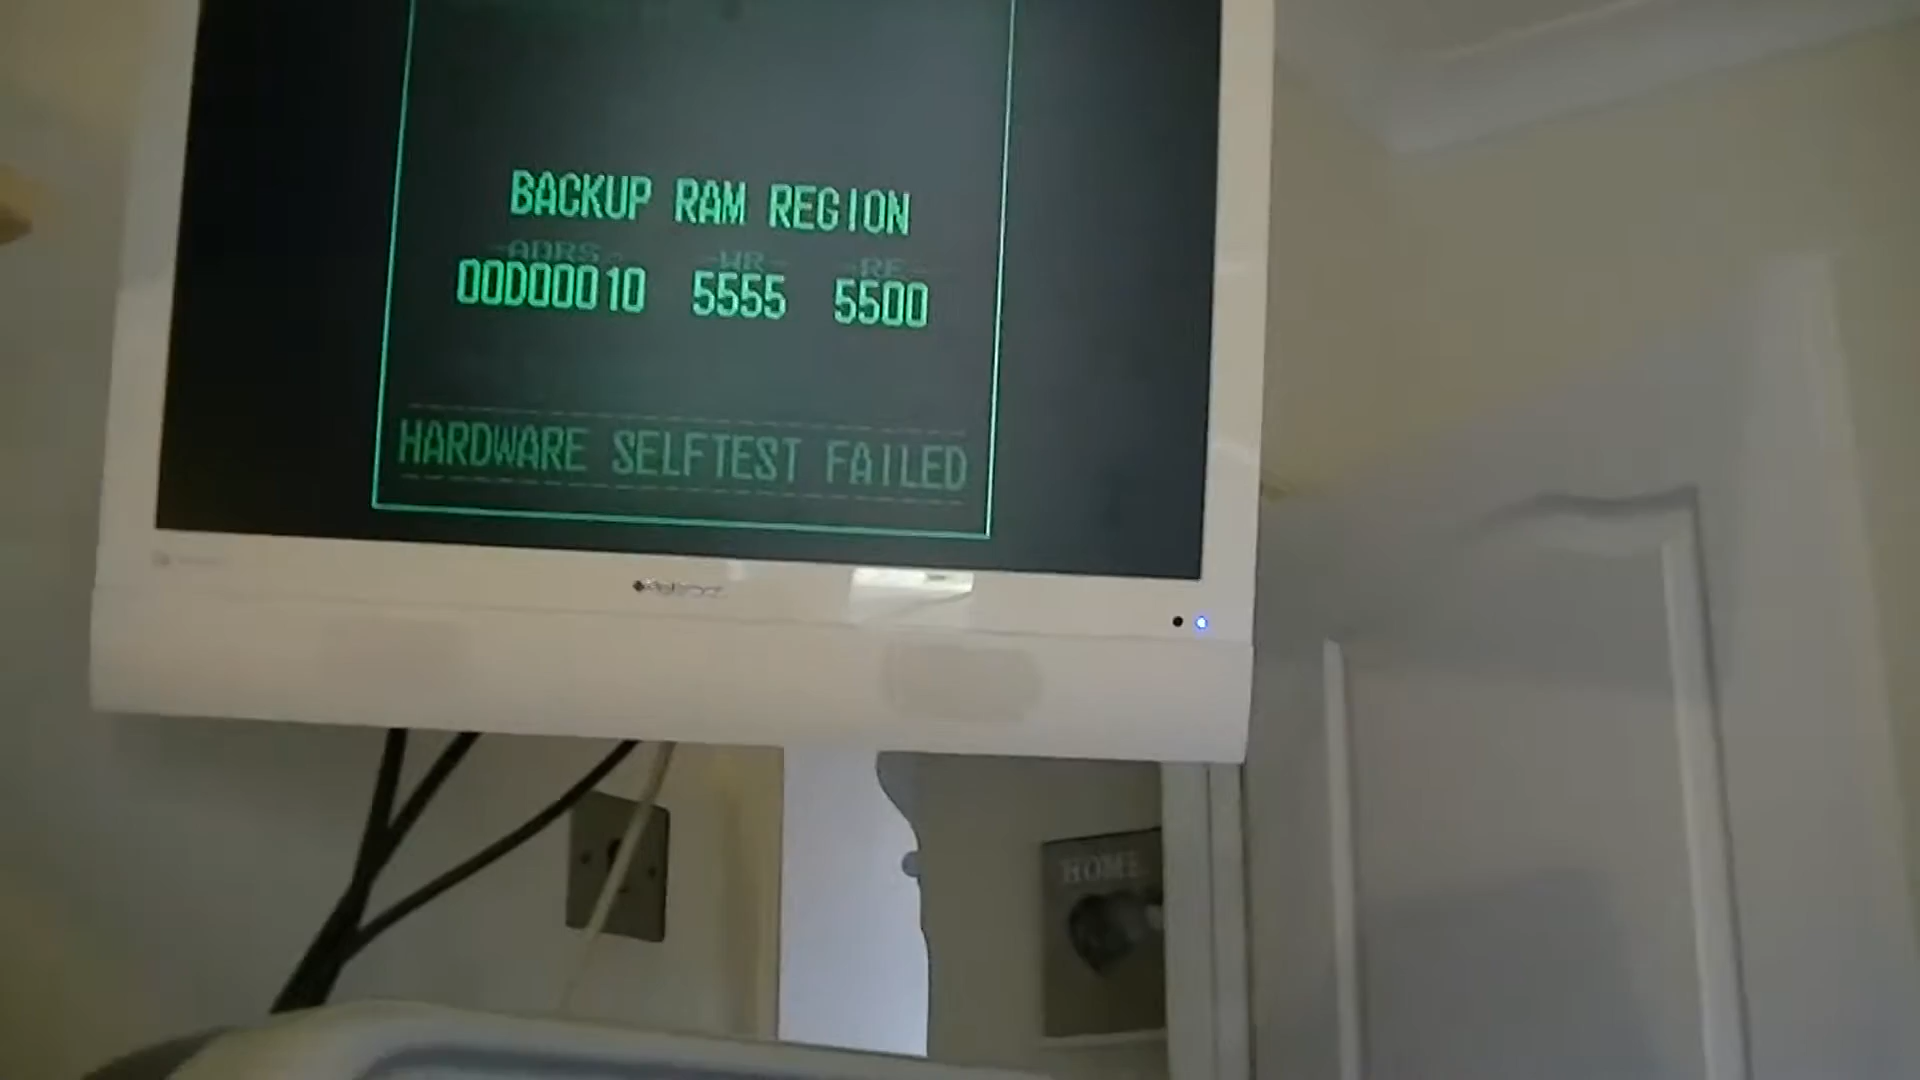 BACKUP RAM REGION
-ADRS- -WR- -RE-
00D00010 5555 5500
HARDWARE SELFTEST FAILED
HOME